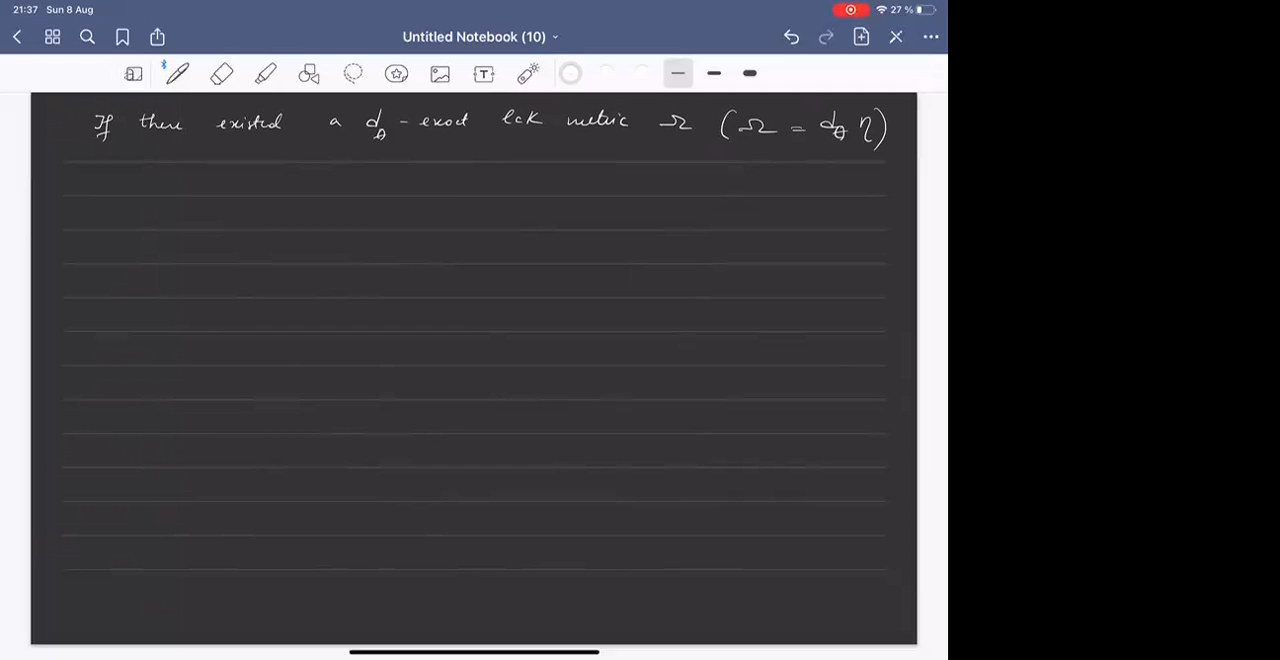 21:37 Sun 8 Aug 27 %
Untitled Notebook (10)
If there existed a d_θ - exact lcK metric Ω (Ω = d_θ η)